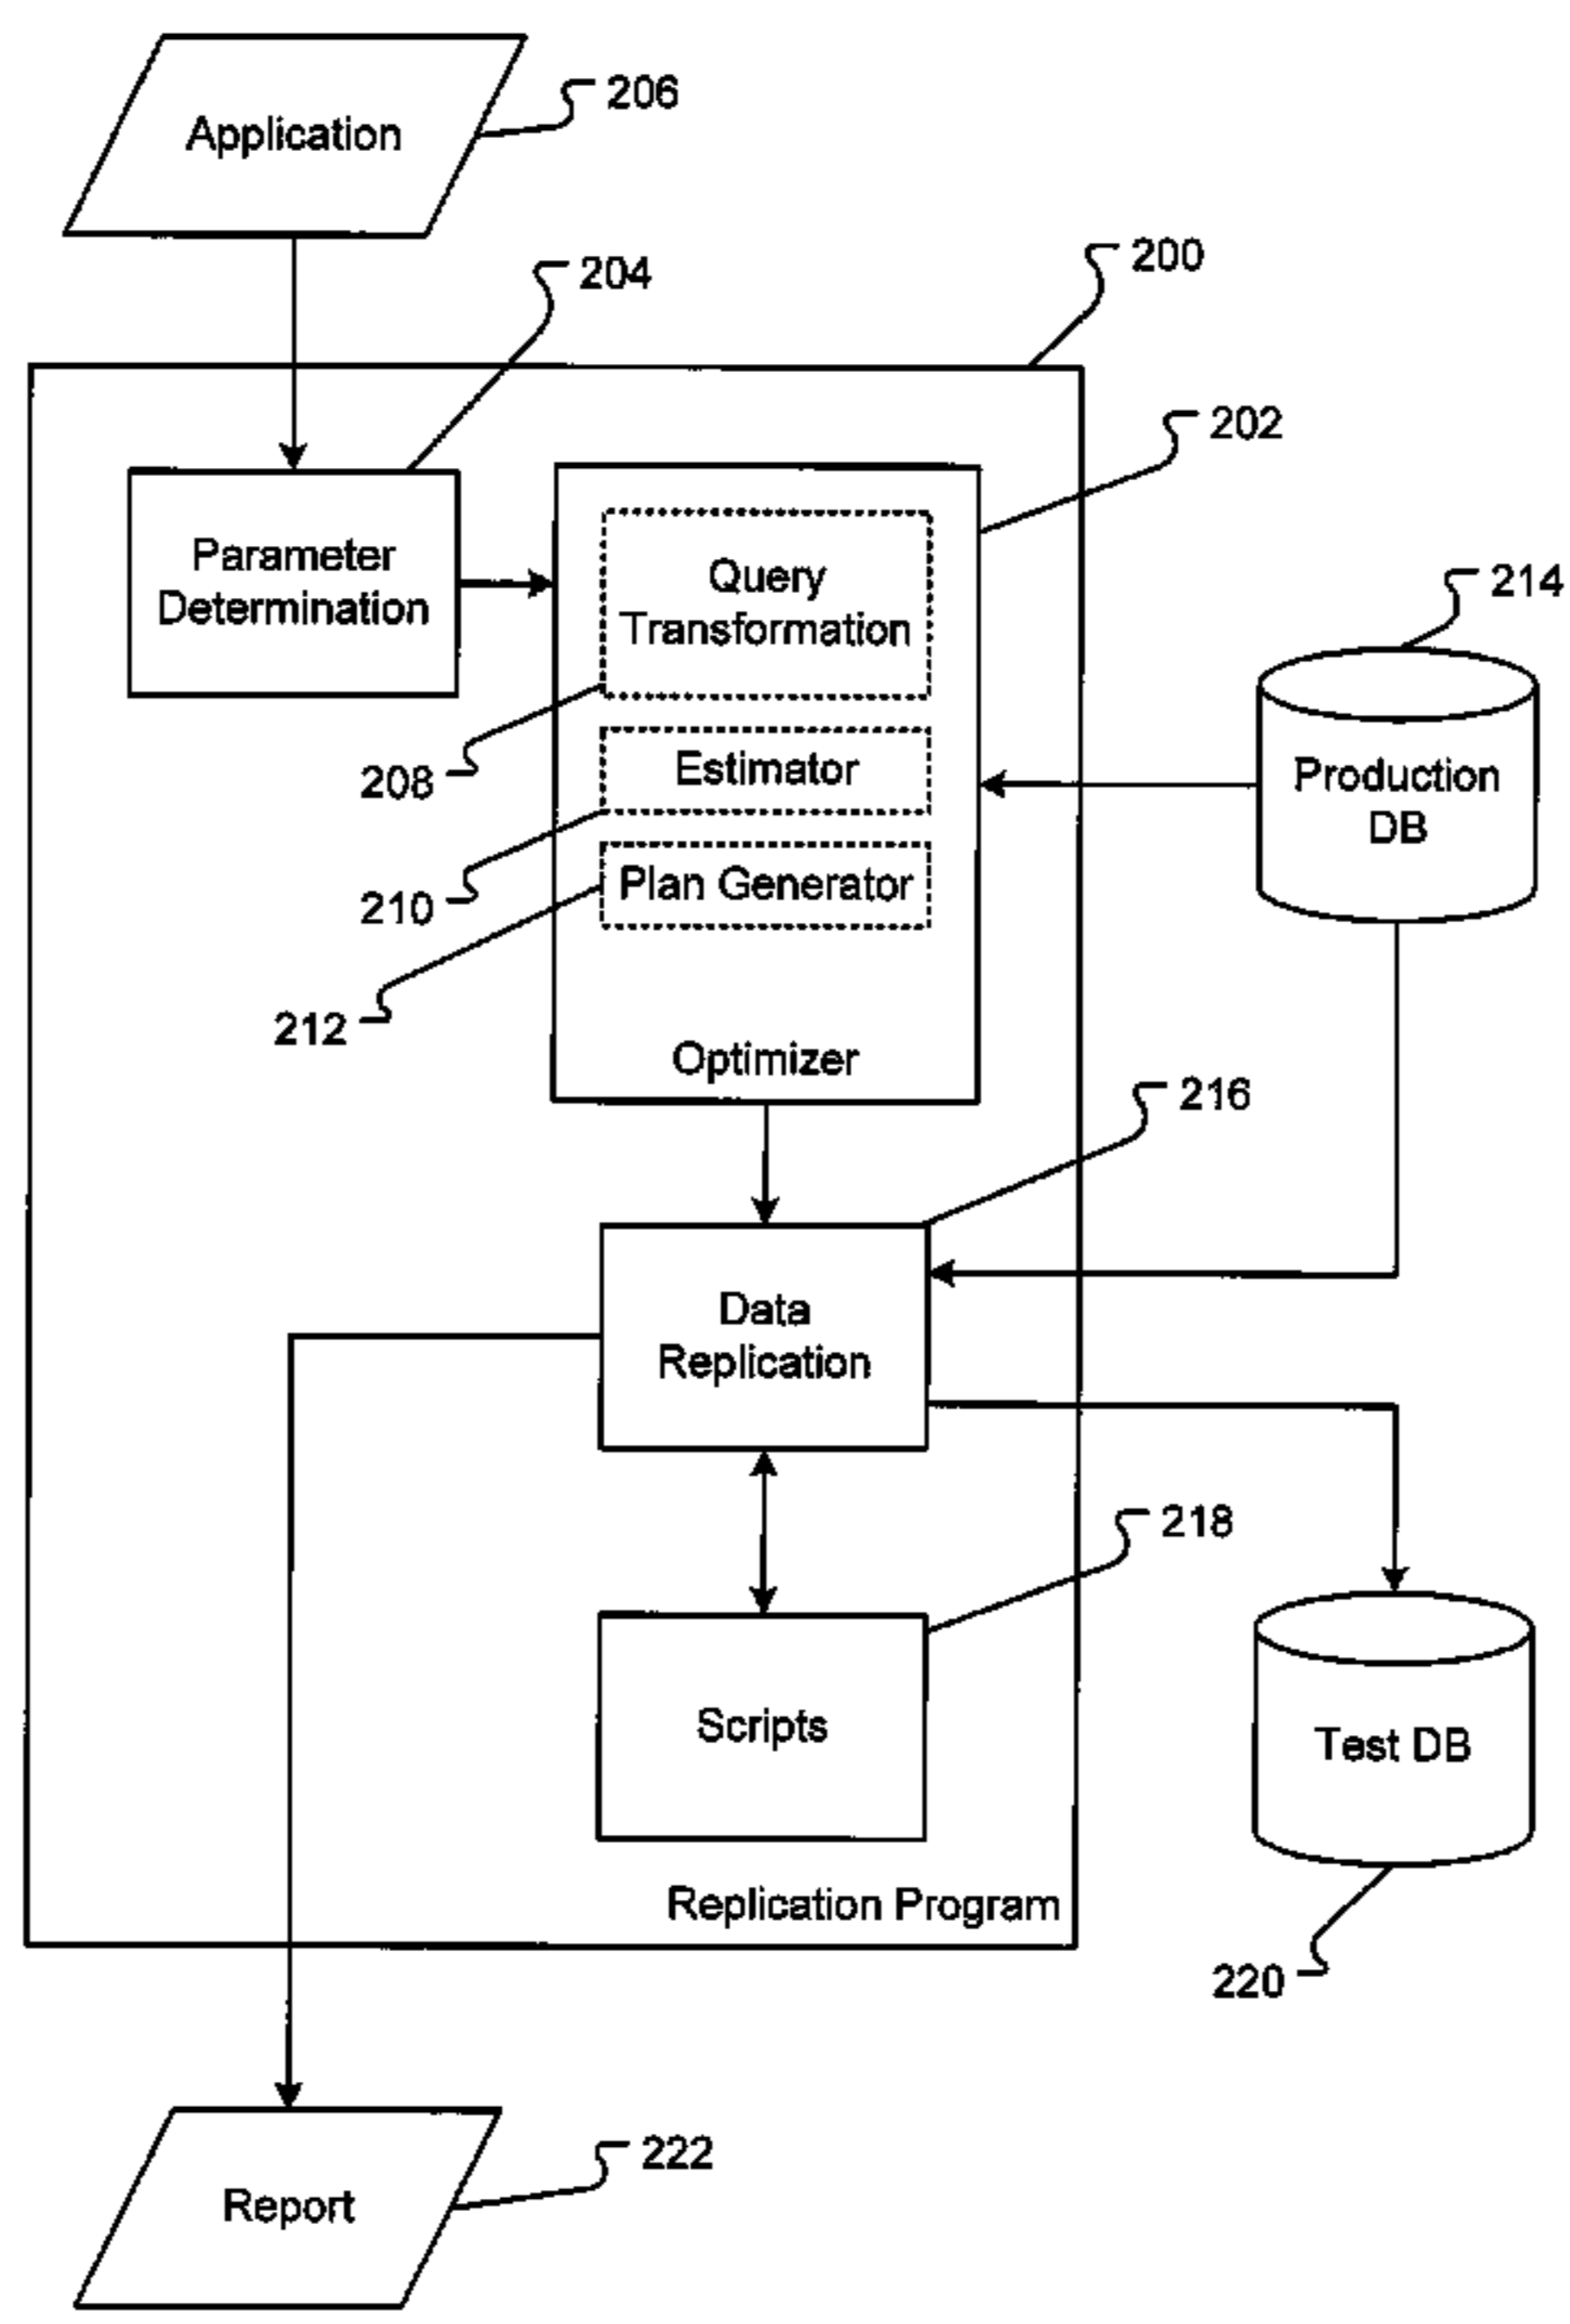 Application
206
204
200
202
Parameter
Determination
Query
Transformation
214
208
Estimator
Production
DB
210
Plan Generator
212
Optimizer
216
Data
Replication
218
Scripts
Test DB
Replication Program
220
222
Report